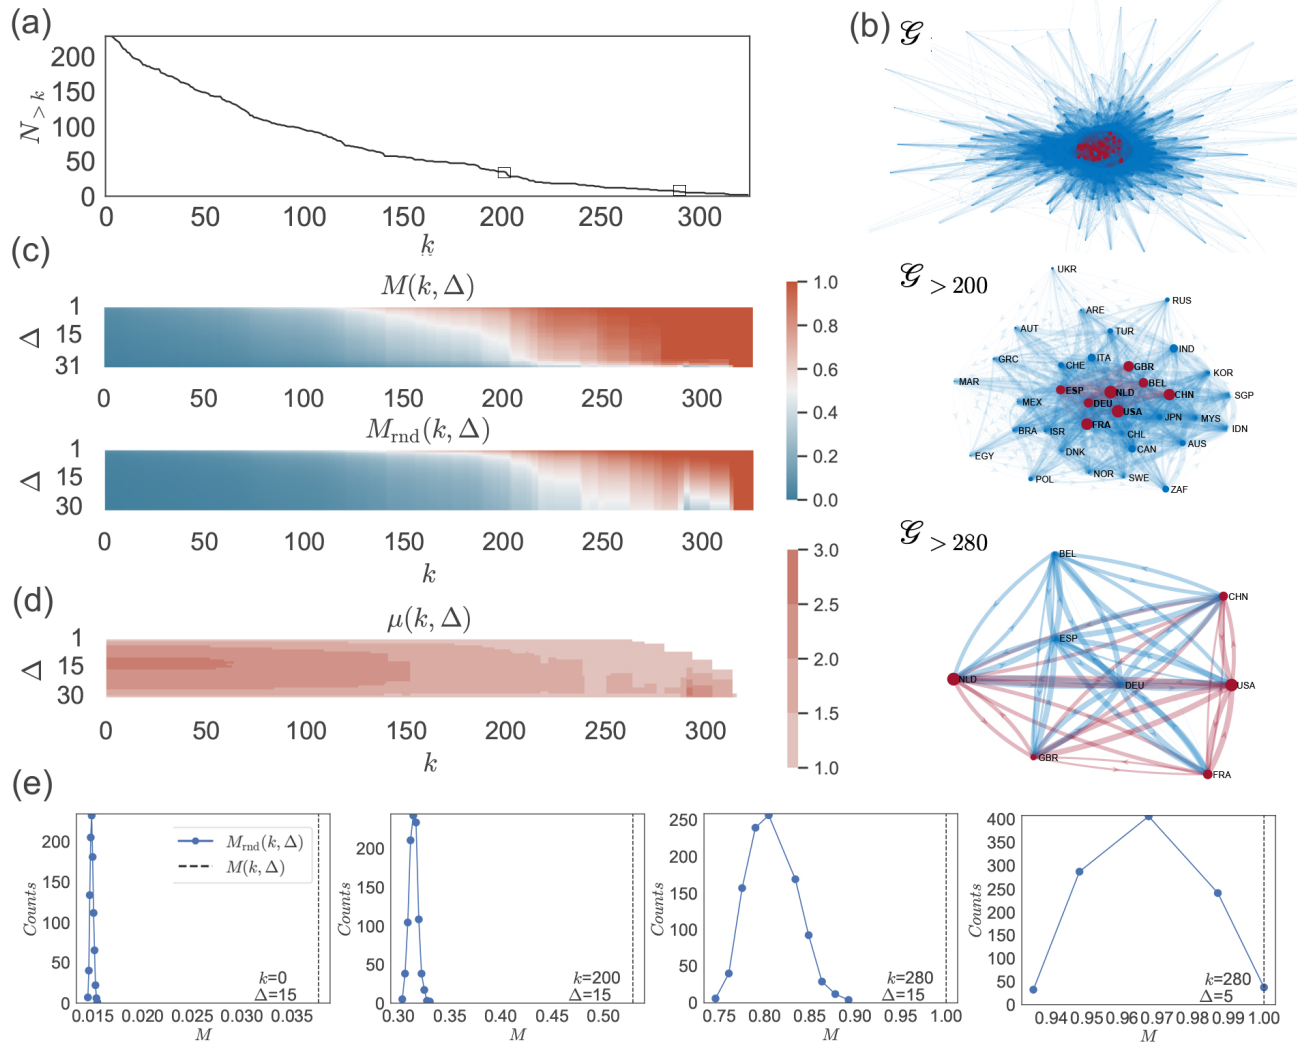 (a)
200
150
100
50
0
N>k
0 50 100 150 200 250 300
k
(b)
𝒢
𝒢>200
UKR
RUS
ARE
AUT
TUR
IND
GRC
ITA
CHE
GBR
KOR
MAR
ESP
NLD
BEL
CHN
SGP
MEX
DEU
USA
JPN
MYS
IDN
BRA
ISR
FRA
CHL
AUS
EGY
DNK
CAN
POL
NOR
SWE
ZAF
𝒢>280
BEL
CHN
ESP
NLD
DEU
USA
GBR
FRA
(c)
M(k, Δ)
Δ
1
15
31
0 50 100 150 200 250 300
Mrnd(k, Δ)
Δ
1
15
30
0 50 100 150 200 250 300
k
1.0
0.8
0.6
0.4
0.2
0.0
(d)
μ(k, Δ)
Δ
1
15
30
0 50 100 150 200 250 300
k
3.0
2.5
2.0
1.5
1.0
(e)
Counts
200
150
100
50
0
Mrnd(k, Δ)
M(k, Δ)
k=0
Δ=15
0.015 0.020 0.025 0.030 0.035
M
Counts
200
150
100
50
0
k=200
Δ=15
0.30 0.40 0.50
M
Counts
250
200
150
100
50
0
k=280
Δ=15
0.75 0.80 0.85 0.90 0.95 1.00
M
Counts
400
350
300
250
200
150
100
50
0
k=280
Δ=5
0.94 0.95 0.96 0.97 0.98 0.99 1.00
M